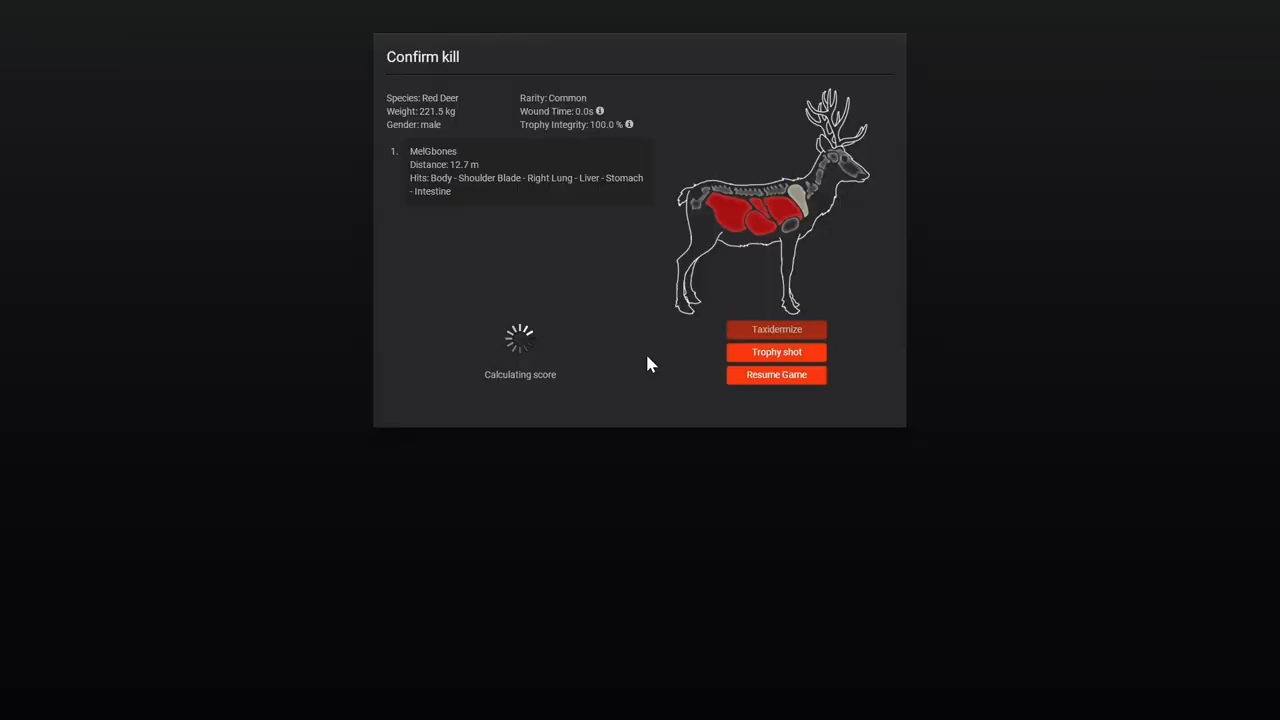 Confirm kill
Species: Red Deer
Weight: 221.5 kg
Gender: male
Rarity: Common
Wound Time: 0.0s
Trophy Integrity: 100.0 %
1. MelGbones
Distance: 12.7 m
Hits: Body - Shoulder Blade - Right Lung - Liver - Stomach
- Intestine
Calculating score
Taxidermize
Trophy shot
Resume Game